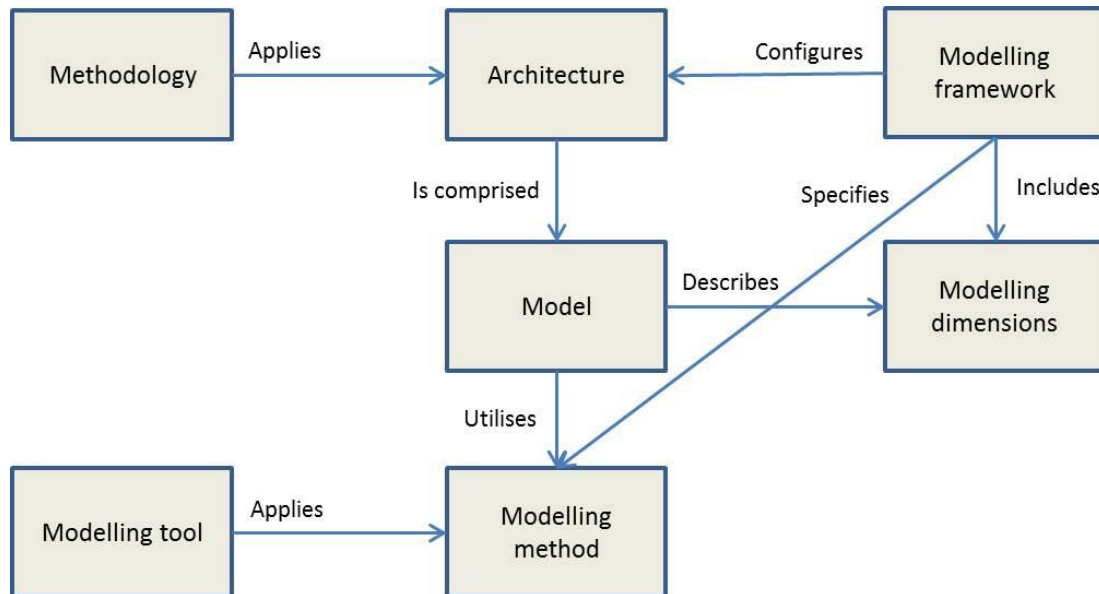 Methodology
Applies
Architecture
Configures
Modelling
framework
Is comprised
Specifies
Includes
Model
Describes
Modelling
dimensions
Utilises
Modelling tool
Applies
Modelling
method